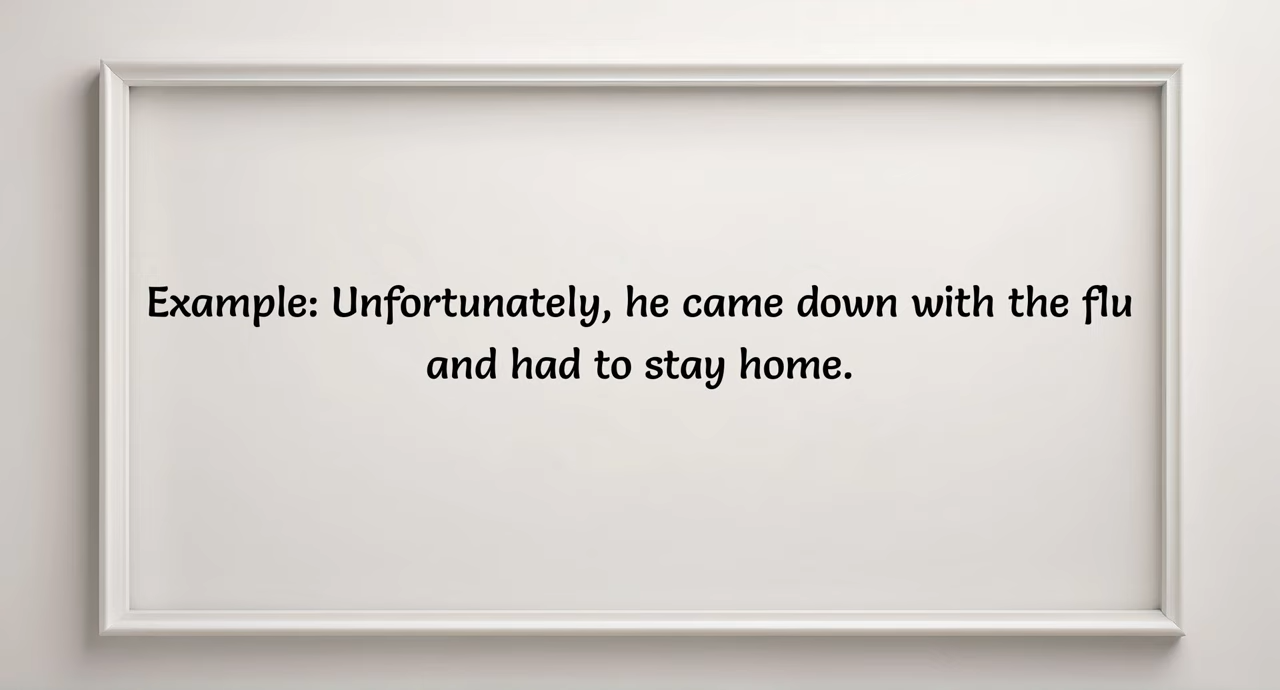 Example: Unfortunately, he came down with the flu
and had to stay home.